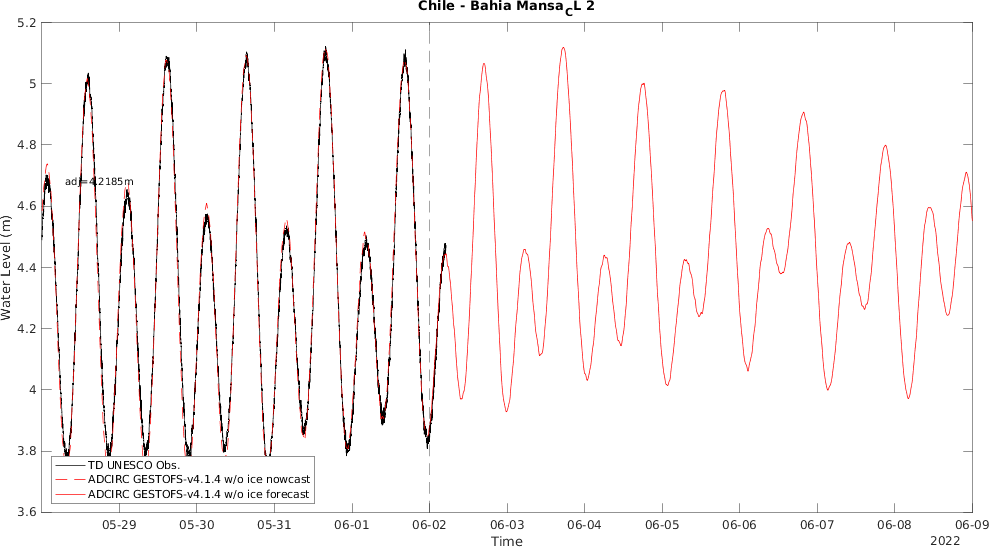 Chile - Bahia Mansa_CL 2
5.2
5
4.8
4.6
4.4
4.2
4
3.8
3.6
Water Level (m)
adj=4.2185m
TD UNESCO Obs.
ADCIRC GESTOFS-v4.1.4 w/o ice nowcast
ADCIRC GESTOFS-v4.1.4 w/o ice forecast
05-29 05-30 05-31 06-01 06-02 06-03 06-04 06-05 06-06 06-07 06-08 06-09
Time
2022